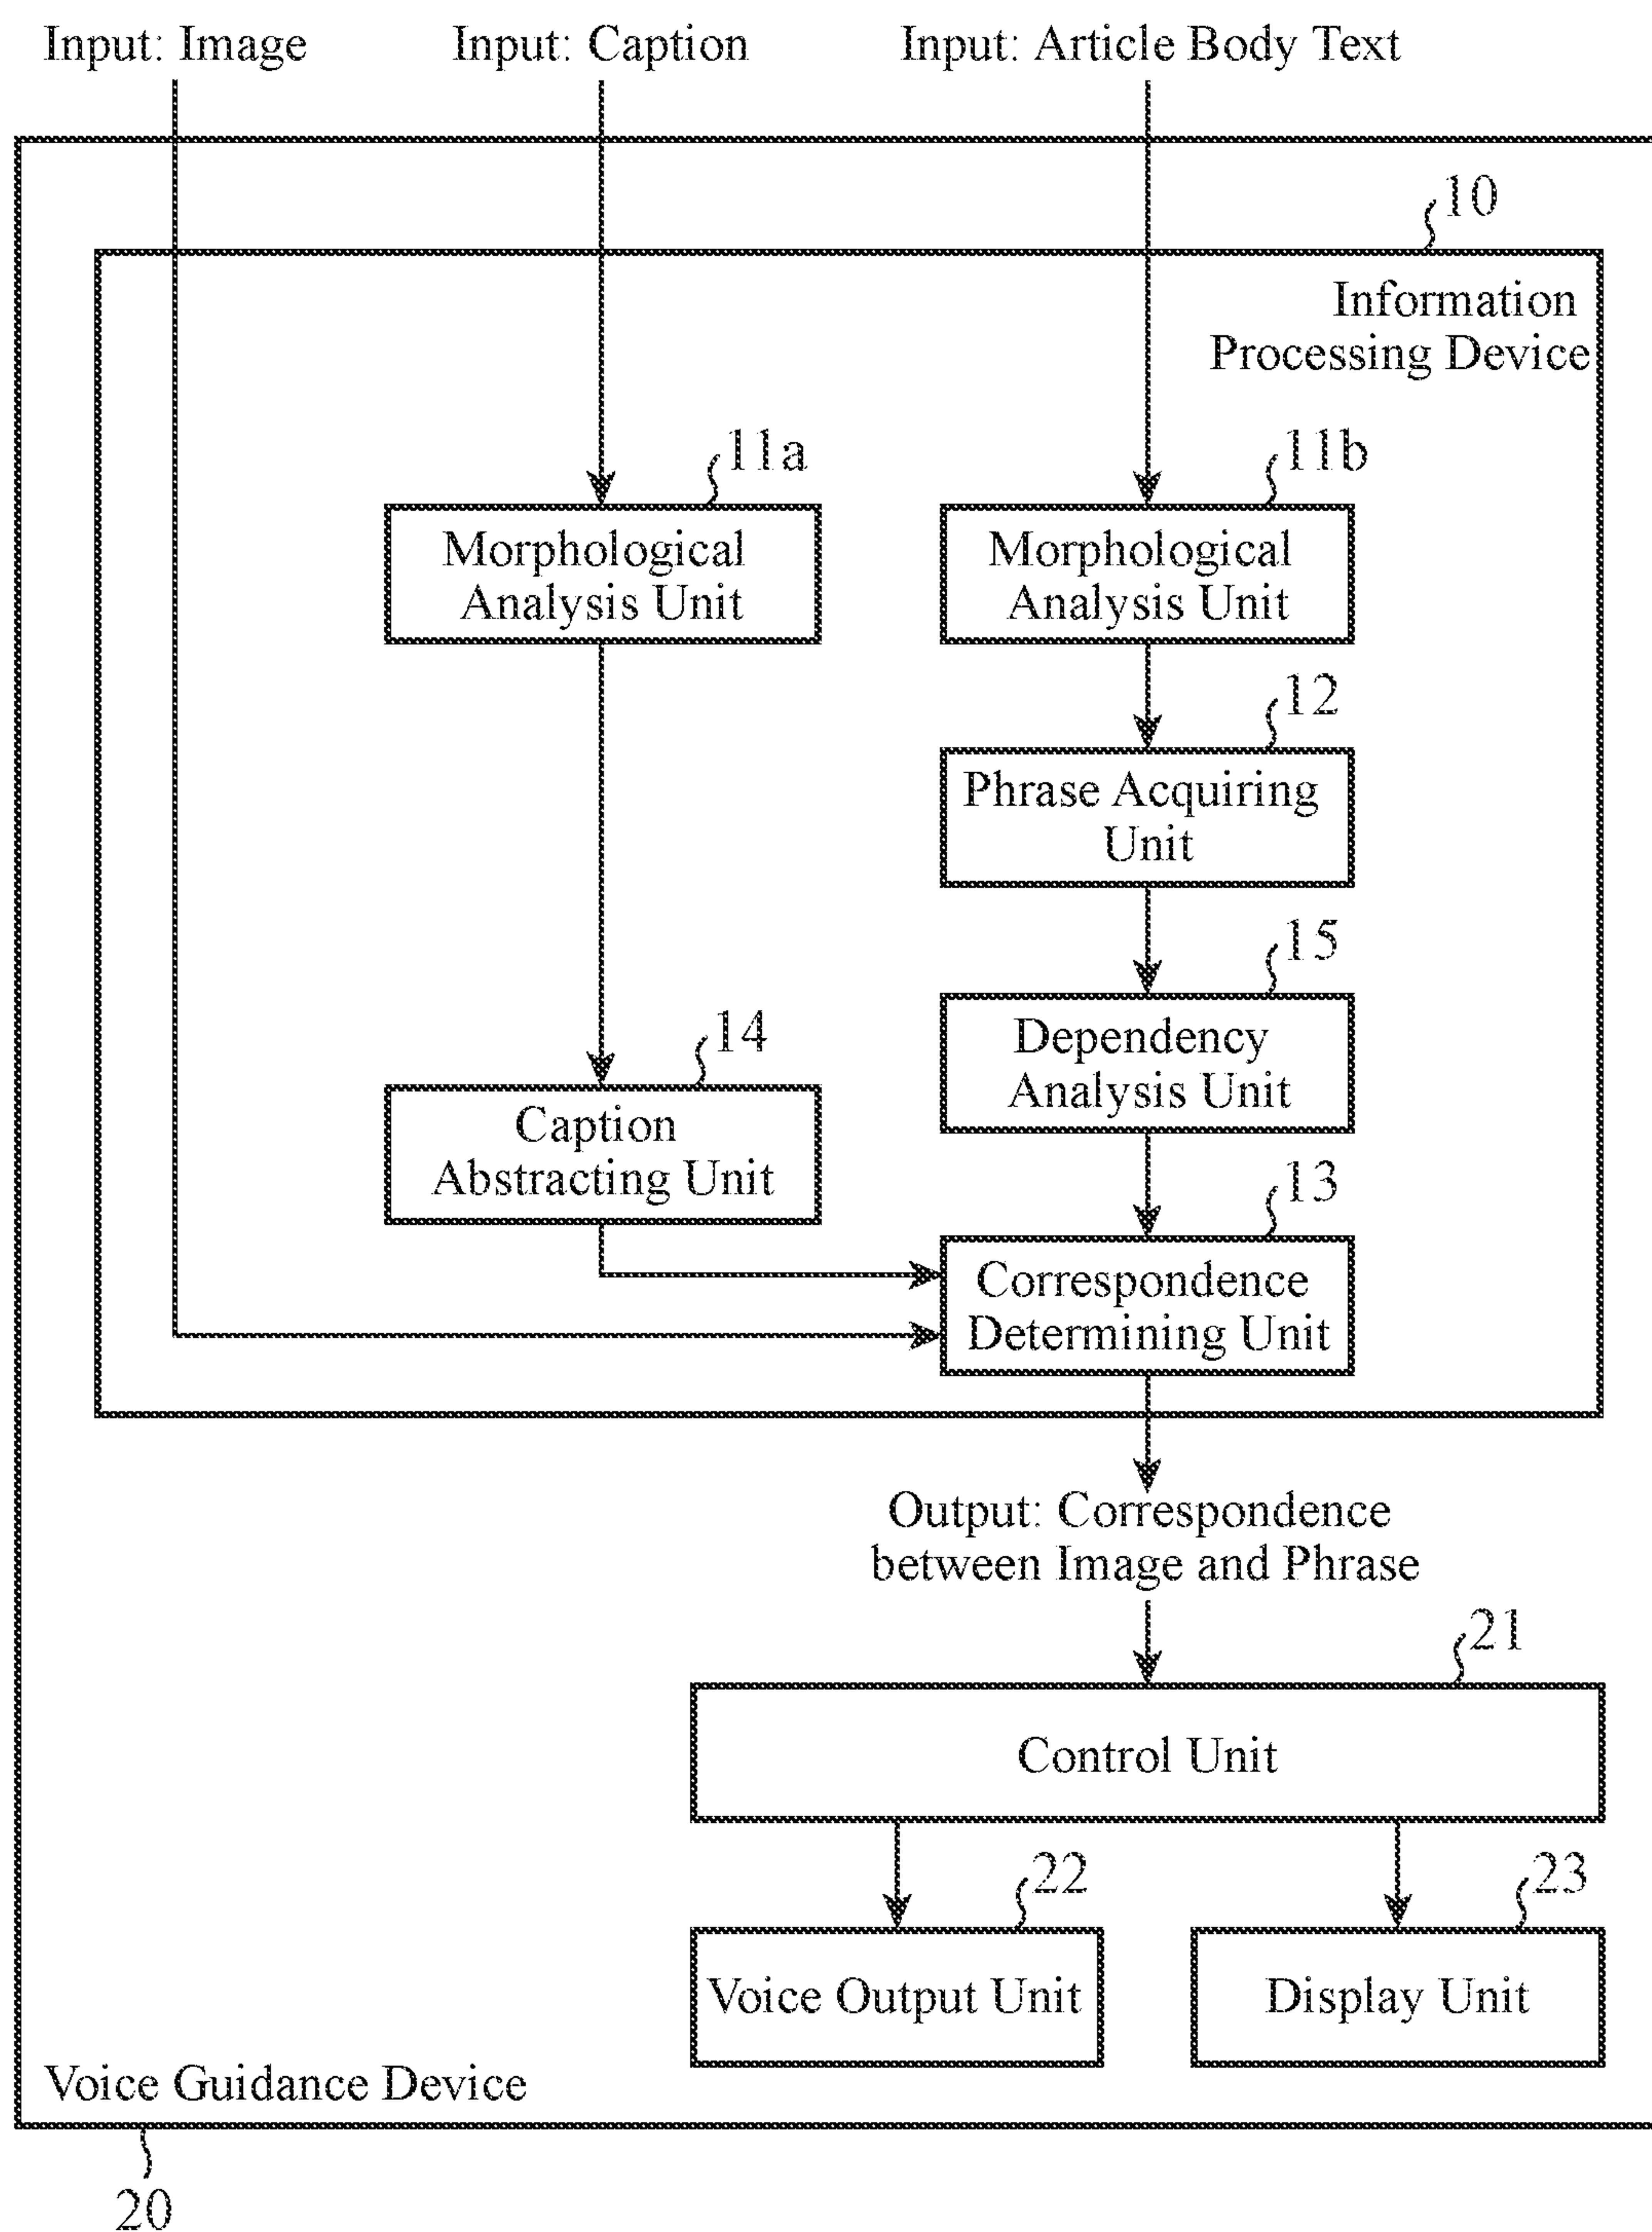 Input: Image
Input: Caption
Input: Article Body Text
10
Information
Processing Device
11a
11b
Morphological
Analysis Unit
Morphological
Analysis Unit
12
Phrase Acquiring
Unit
15
Dependency
Analysis Unit
14
Caption
Abstracting Unit
13
Correspondence
Determining Unit
Output: Correspondence
between Image and Phrase
21
Control Unit
22
23
Voice Output Unit
Display Unit
Voice Guidance Device
20